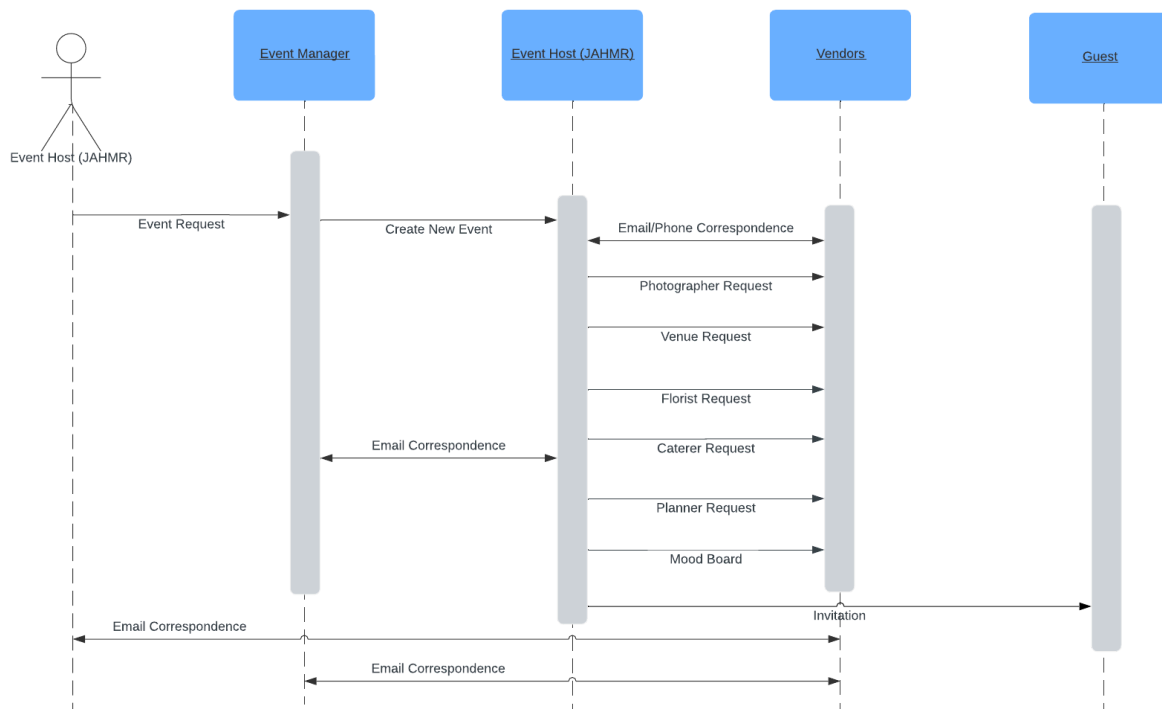 Event Manager
Event Host (JAHMR)
Vendors
Guest
Event Host (JAHMR)
Event Request
Create New Event
Email/Phone Correspondence
Photographer Request
Venue Request
Florist Request
Email Correspondence
Caterer Request
Planner Request
Mood Board
Invitation
Email Correspondence
Email Correspondence